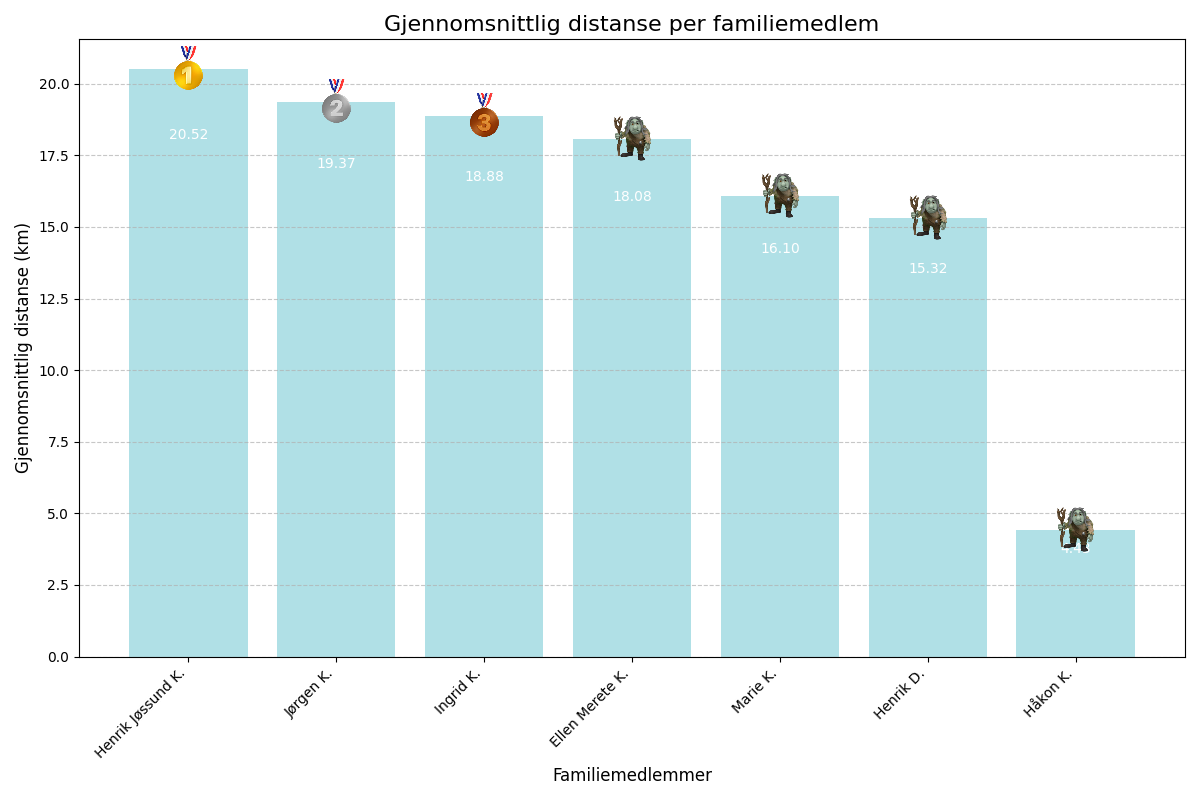 Gjennomsnittlig distanse per familiemedlem
Gjennomsnittlig distanse (km)
20.0
17.5
15.0
12.5
10.0
7.5
5.0
2.5
0.0
1
2
3
20.52
19.37
18.88
18.08
16.10
15.32
Henrik Jøssund K.
Jørgen K.
Ingrid K.
Ellen Merete K.
Marie K.
Henrik D.
Håkon K.
Familiemedlemmer